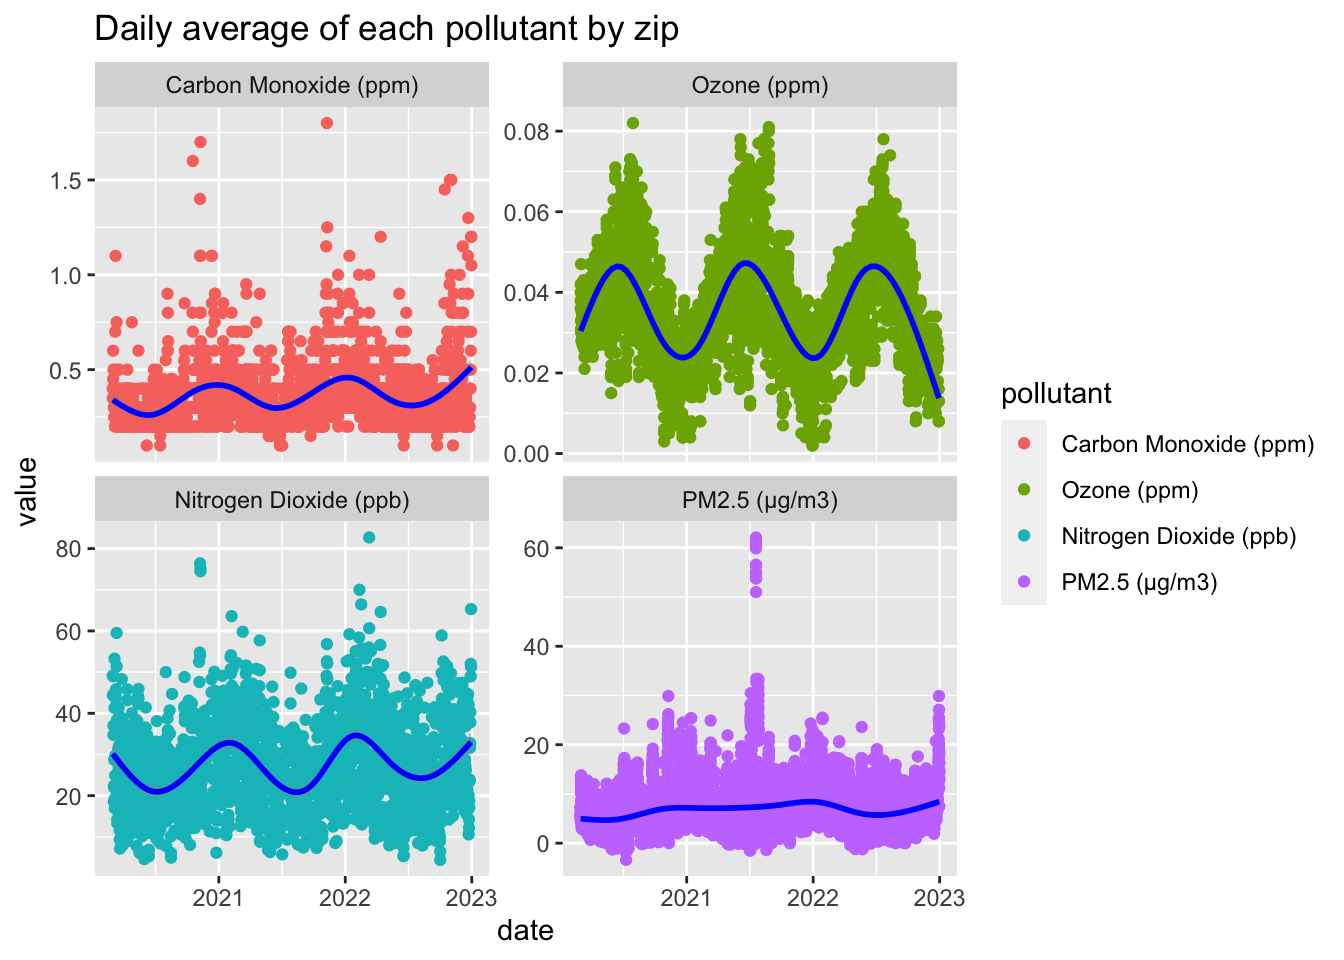 Daily average of each pollutant by zip
Carbon Monoxide (ppm)
Ozone (ppm)
1.5
1.0
0.5
0.08
0.06
0.04
0.02
0.00
value
Nitrogen Dioxide (ppb)
PM2.5 (µg/m3)
80
60
40
20
60
40
20
0
2021 2022 2023
2021 2022 2023
date
pollutant
Carbon Monoxide (ppm)
Ozone (ppm)
Nitrogen Dioxide (ppb)
PM2.5 (µg/m3)